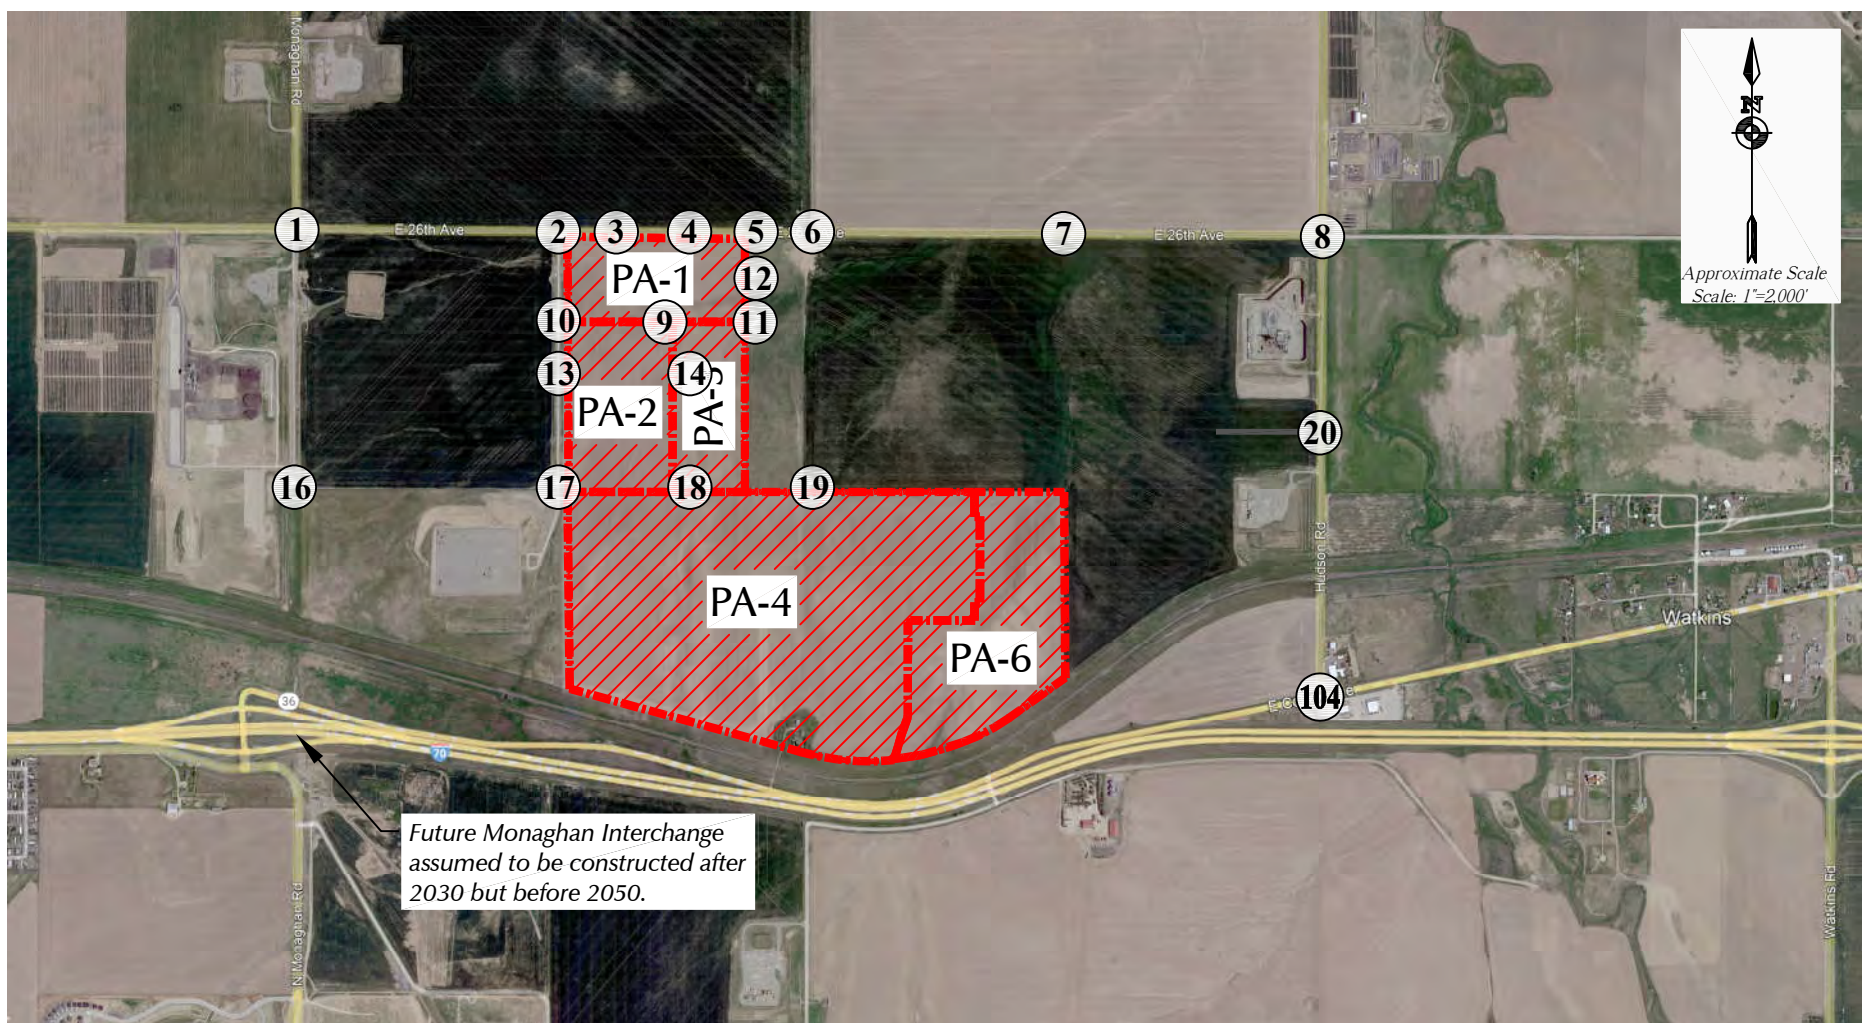 Monaghan Rd
N
Approximate Scale
Scale: 1"=2,000'
1
E 26th Ave
2
3
4
5
6
7
E 26th Ave
8
PA-1
12
10
9
11
13
14
PA-2
20
16
17
18
19
Hudson Rd
PA-4
Watkins
PA-6
36
104
70
Future Monaghan Interchange
assumed to be constructed after
2030 but before 2050.
N Monaghan Rd
Watkins Rd